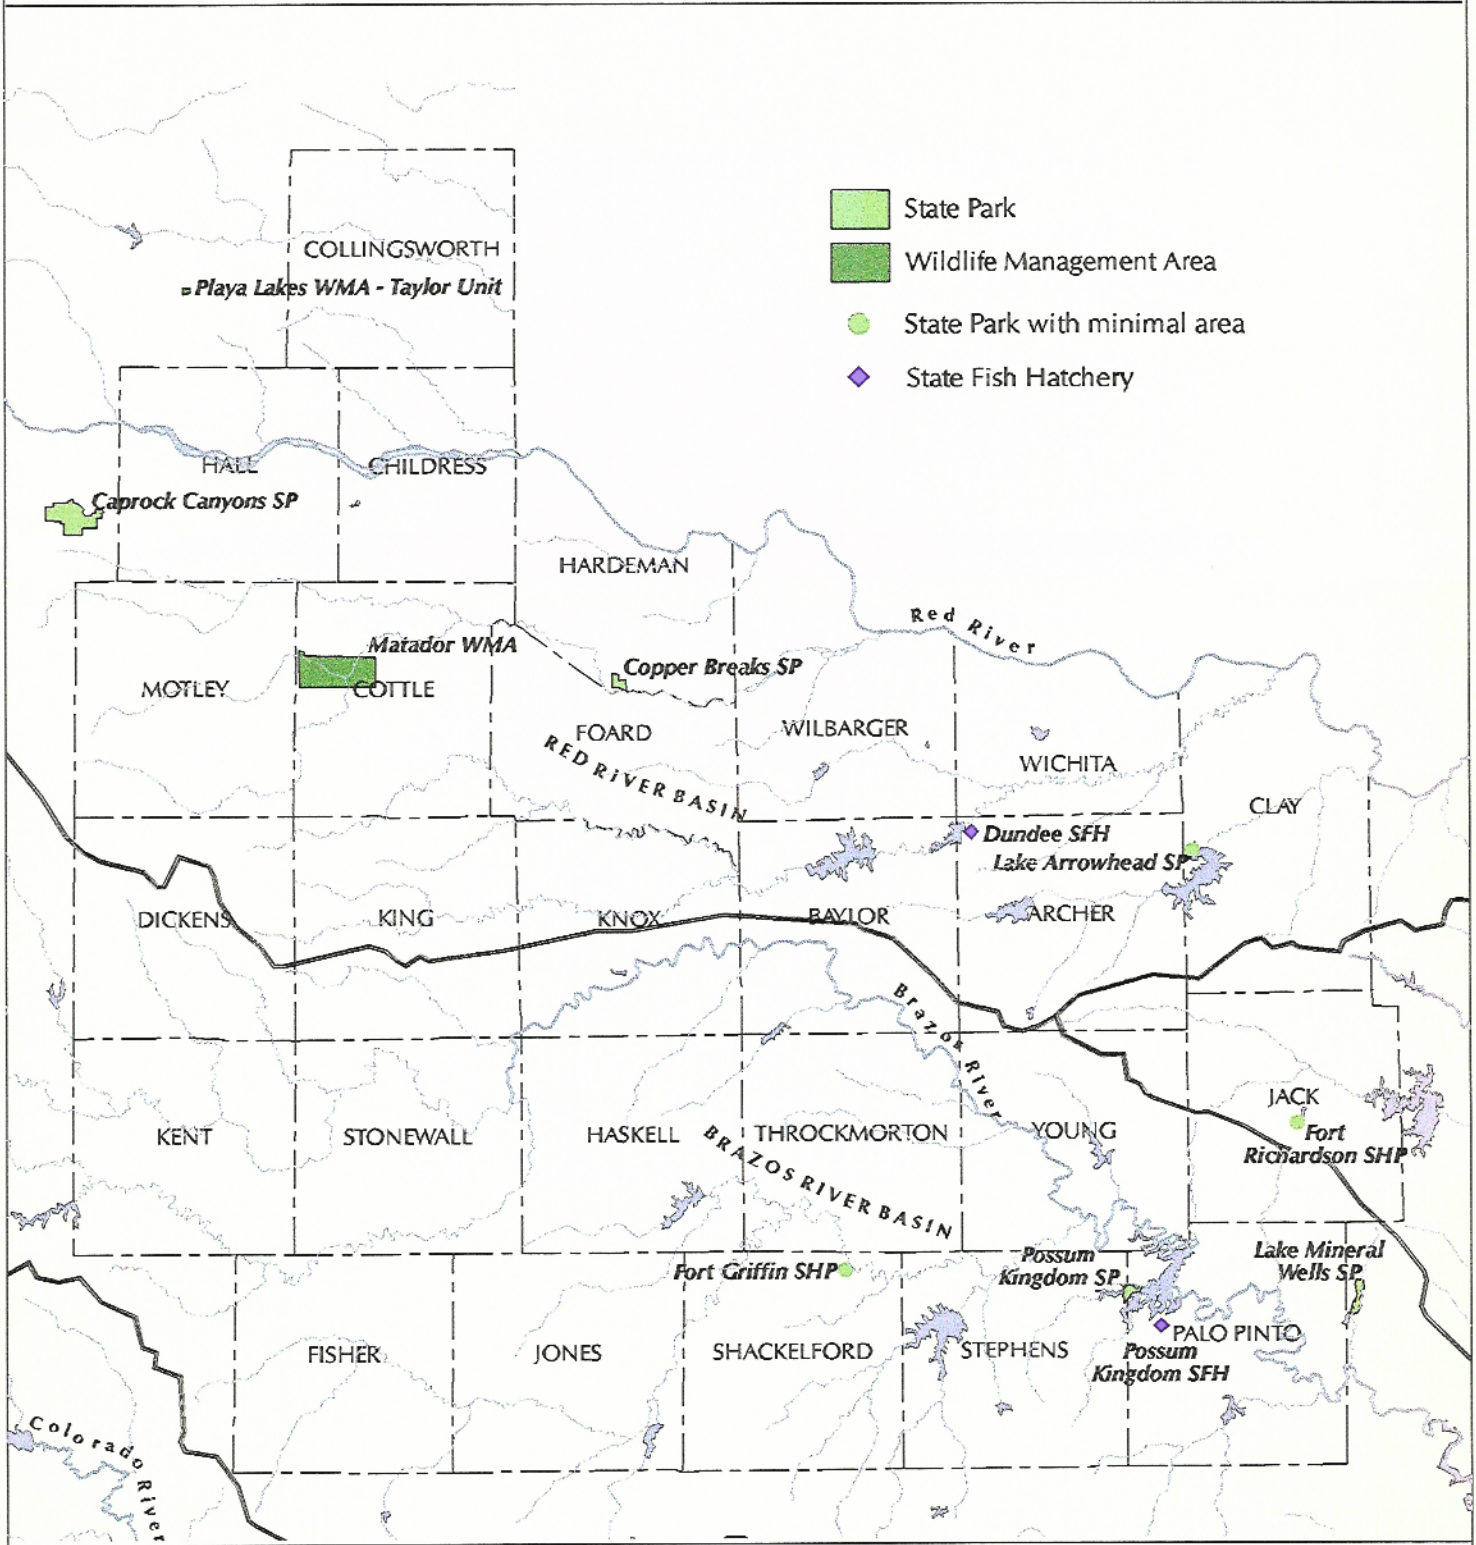 State Park
Wildlife Management Area
State Park with minimal area
State Fish Hatchery
COLLINGSWORTH
Playa Lakes WMA - Taylor Unit
HALL
CHILDRESS
Caprock Canyons SP
HARDEMAN
Red River
Matador WMA
Copper Breaks SP
MOTLEY
COTTLE
FOARD
WILBARGER
RED RIVER BASIN
WICHITA
CLAY
Dundee SFH
Lake Arrowhead SP
DICKENS
KING
KNOX
BAYLOR
ARCHER
Brazos River
JACK
KENT
STONEWALL
HASKELL
THROCKMORTON
YOUNG
Fort
Richardson SHP
BRAZOS RIVER BASIN
Possum
Kingdom SP
Lake Mineral
Wells SP
Fort Griffin SHP
FISHER
JONES
SHACKELFORD
STEPHENS
PALO PINTO
Possum
Kingdom SFH
Colorado River